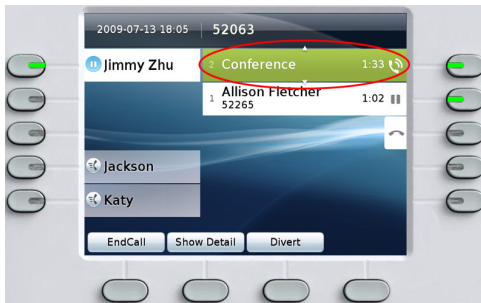 2009-07-13 18:05 52063
Jimmy Zhu
2 Conference 1:33
1 Allison Fletcher 1:02
52265
Jackson
Katy
EndCall Show Detail Divert